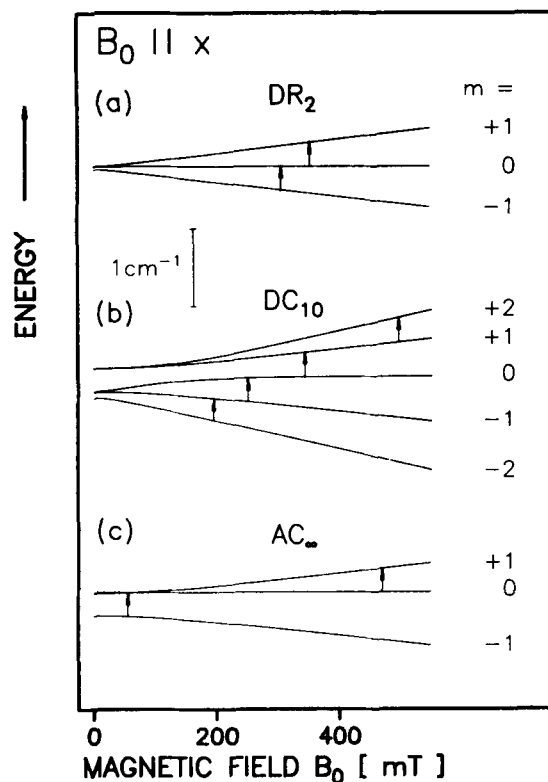 B₀ || x
(a) DR₂ m =
+1
0
−1
1cm⁻¹
ENERGY
(b) DC₁₀
+2
+1
0
−1
−2
(c) AC∞
+1
0
−1
0 200 400
MAGNETIC FIELD B₀ [ mT ]